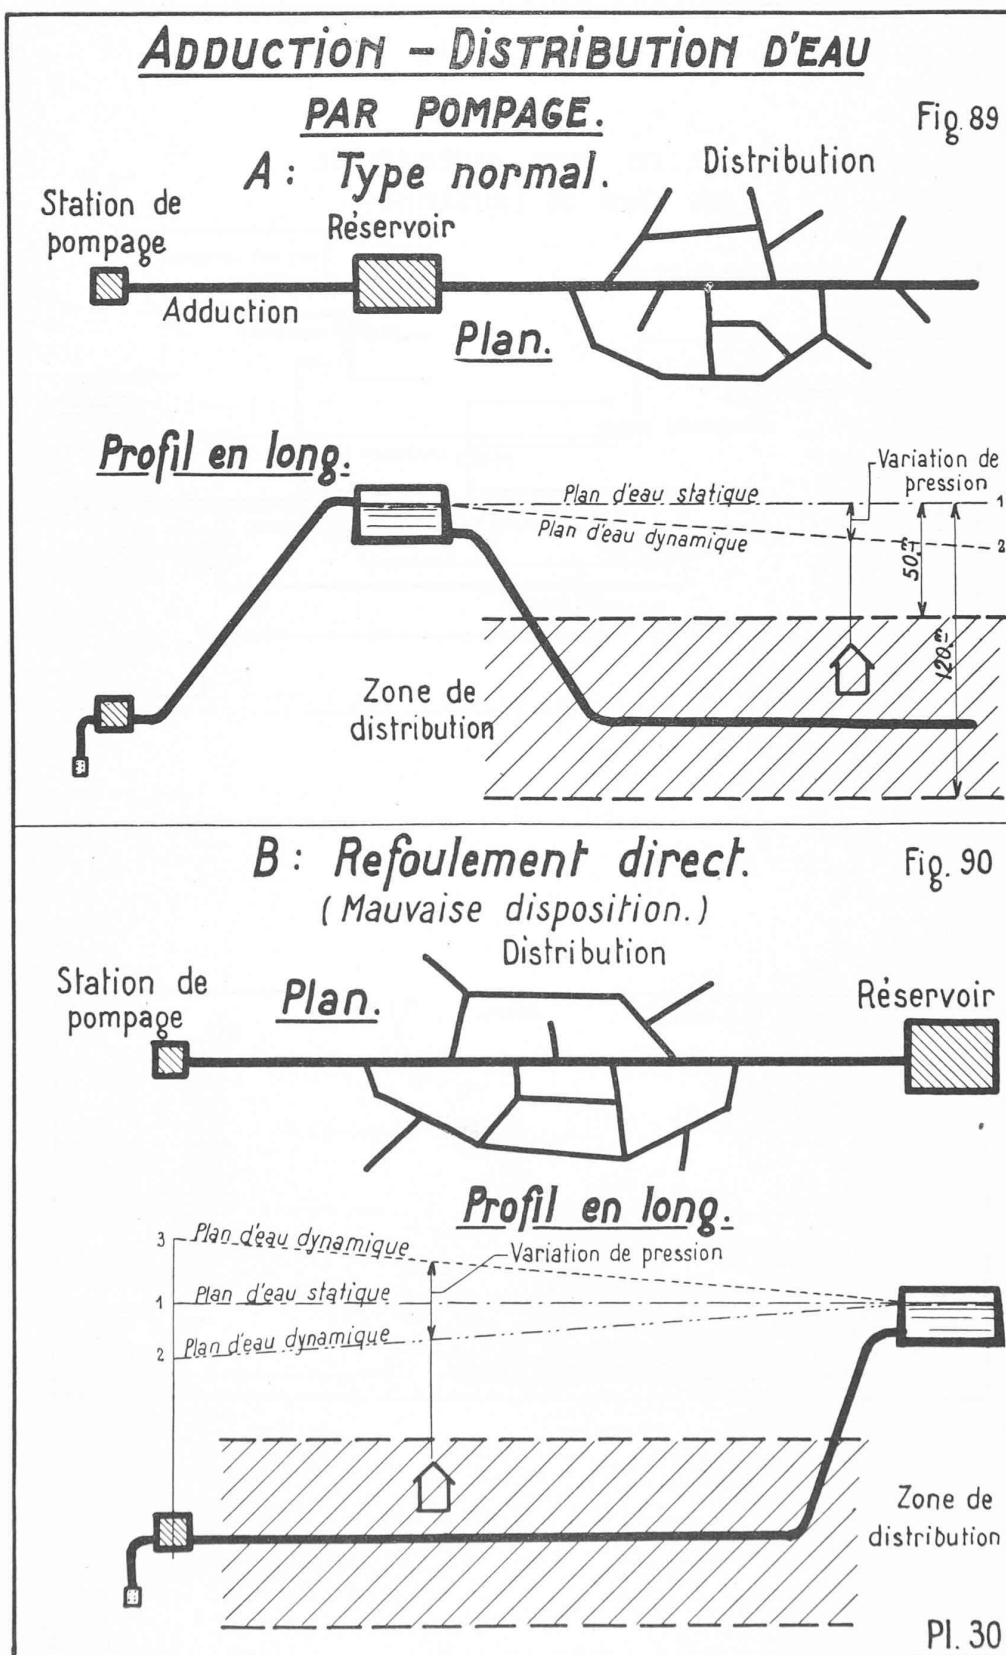 ADDUCTION – DISTRIBUTION D'EAU
PAR POMPAGE.
Fig. 89
A : Type normal.
Distribution
Station de
pompage
Réservoir
Adduction
Plan.
Profil en long.
Variation de
pression
Plan d'eau statique
1
Plan d'eau dynamique
2
50m
120m
Zone de
distribution
B : Refoulement direct.
Fig. 90
(Mauvaise disposition.)
Distribution
Station de
pompage
Plan.
Réservoir
Profil en long.
3
Plan d'eau dynamique
Variation de pression
1
Plan d'eau statique
2
Plan d'eau dynamique
Zone de
distribution
Pl. 30